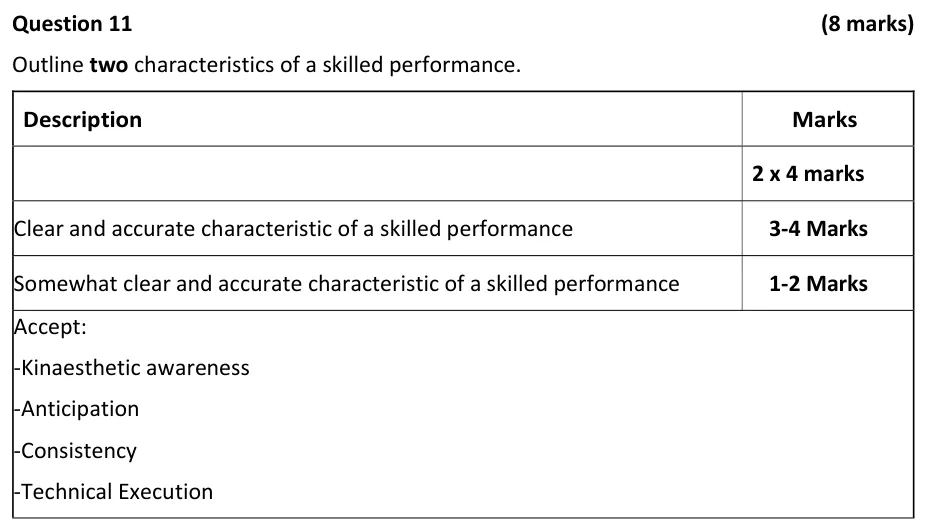 Question 11 (8 marks)
Outline two characteristics of a skilled performance.
Description Marks
2 x 4 marks
Clear and accurate characteristic of a skilled performance 3-4 Marks
Somewhat clear and accurate characteristic of a skilled performance 1-2 Marks
Accept:
-Kinaesthetic awareness
-Anticipation
-Consistency
-Technical Execution